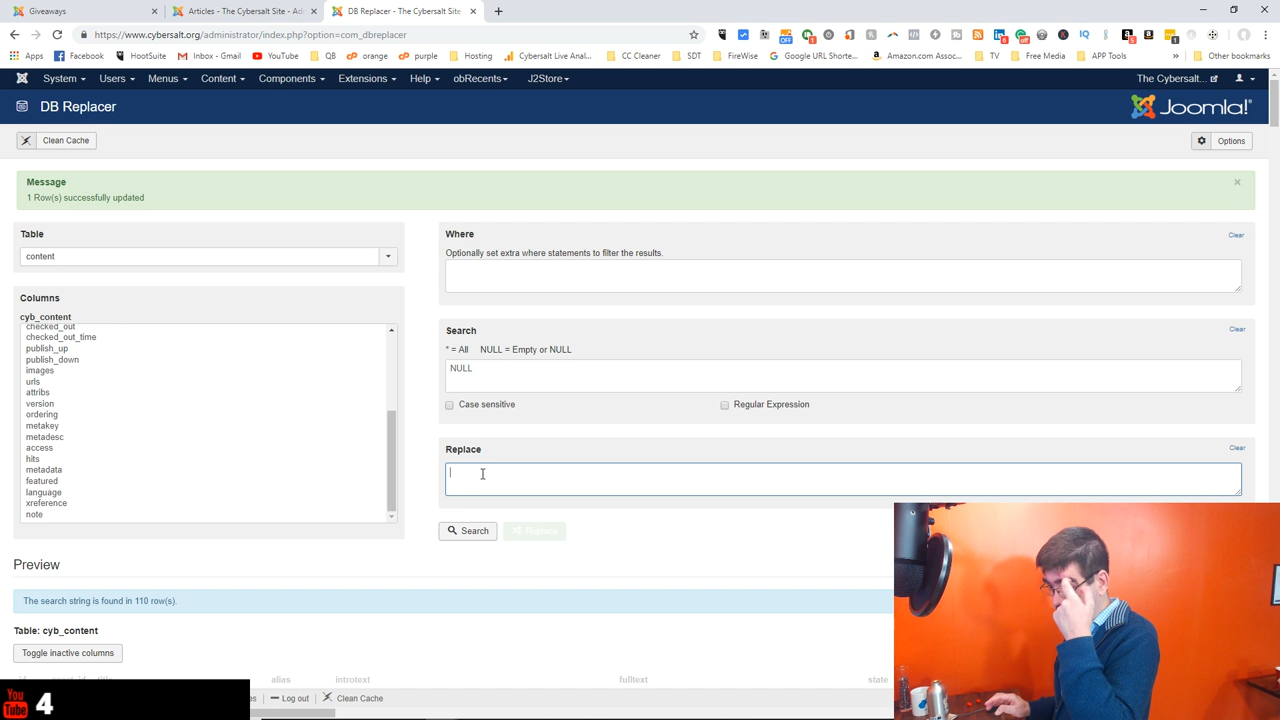 Giveaways
Articles - The Cybersalt Site - Ad
DB Replacer - The Cybersalt Site
https://www.cybersalt.org/administrator/index.php?option=com_dbreplacer
Apps
Facebook
Inbox - Gmail
YouTube
QB
orange
purple
Hosting
Cybersalt Live Anal...
CC Cleaner
SDT
FireWise
Google URL Shorte...
Amazon.com Assoc...
TV
Free Media
APP Tools
»
Other bookmarks
System
Users
Menus
Content
Components
Extensions
Help
obRecents
J2Store
The Cybersalt...
DB Replacer
Joomla!
Clean Cache
Options
Message
1 Row(s) successfully updated
Table
content
Columns
cyb_content
checked_out
checked_out_time
publish_up
publish_down
images
urls
attribs
version
ordering
metakey
metadesc
access
hits
metadata
featured
language
xreference
note
Where
Clear
Optionally set extra where statements to filter the results.
Search
Clear
* = All NULL = Empty or NULL
NULL
Case sensitive
Regular Expression
Replace
Clear
Search
Replace
Preview
The search string is found in 110 row(s).
Table: cyb_content
Toggle inactive columns
id
title
alias
introtext
fulltext
state
Log out
Clean Cache
You
Tube
4